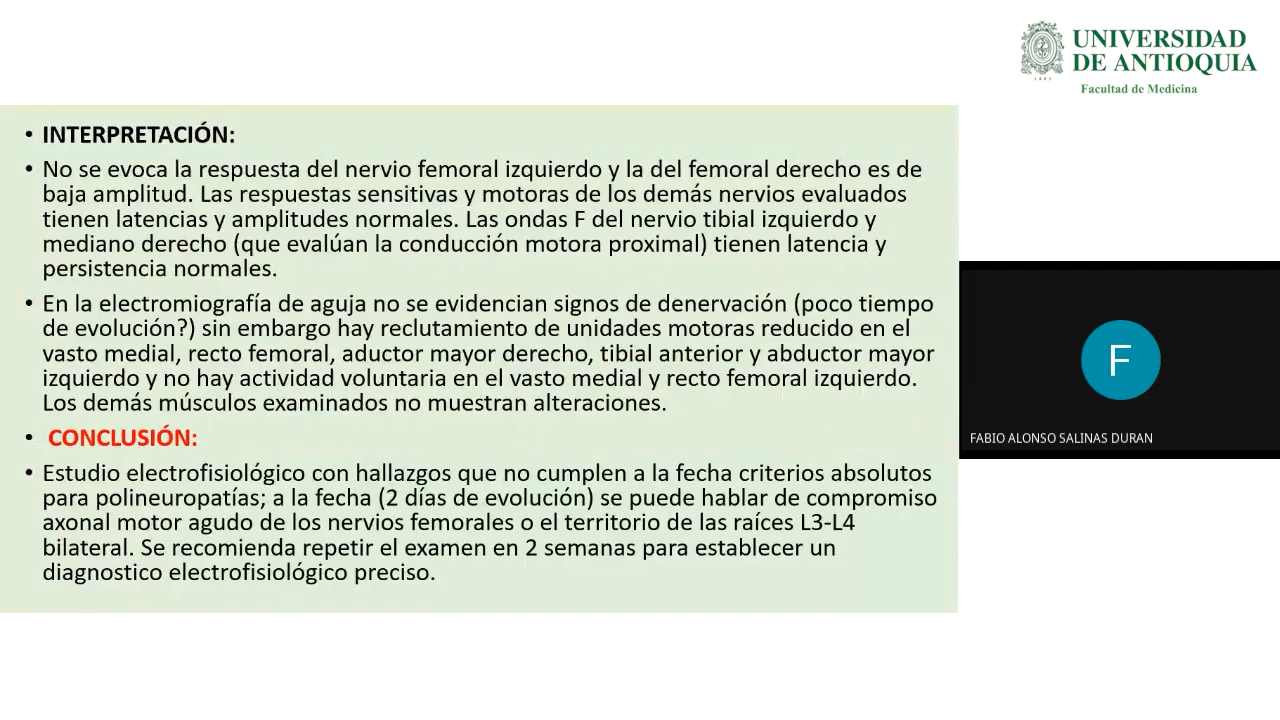 UNIVERSIDAD
DE ANTIOQUIA
1803
Facultad de Medicina
• INTERPRETACIÓN:
• No se evoca la respuesta del nervio femoral izquierdo y la del femoral derecho es de
baja amplitud. Las respuestas sensitivas y motoras de los demás nervios evaluados
tienen latencias y amplitudes normales. Las ondas F del nervio tibial izquierdo y
mediano derecho (que evalúan la conducción motora proximal) tienen latencia y
persistencia normales.
• En la electromiografía de aguja no se evidencian signos de denervación (poco tiempo
de evolución?) sin embargo hay reclutamiento de unidades motoras reducido en el
vasto medial, recto femoral, aductor mayor derecho, tibial anterior y abductor mayor
izquierdo y no hay actividad voluntaria en el vasto medial y recto femoral izquierdo.
Los demás músculos examinados no muestran alteraciones.
• CONCLUSIÓN:
• Estudio electrofisiológico con hallazgos que no cumplen a la fecha criterios absolutos
para polineuropatías; a la fecha (2 días de evolución) se puede hablar de compromiso
axonal motor agudo de los nervios femorales o el territorio de las raíces L3-L4
bilateral. Se recomienda repetir el examen en 2 semanas para establecer un
diagnostico electrofisiológico preciso.
F
FABIO ALONSO SALINAS DURAN